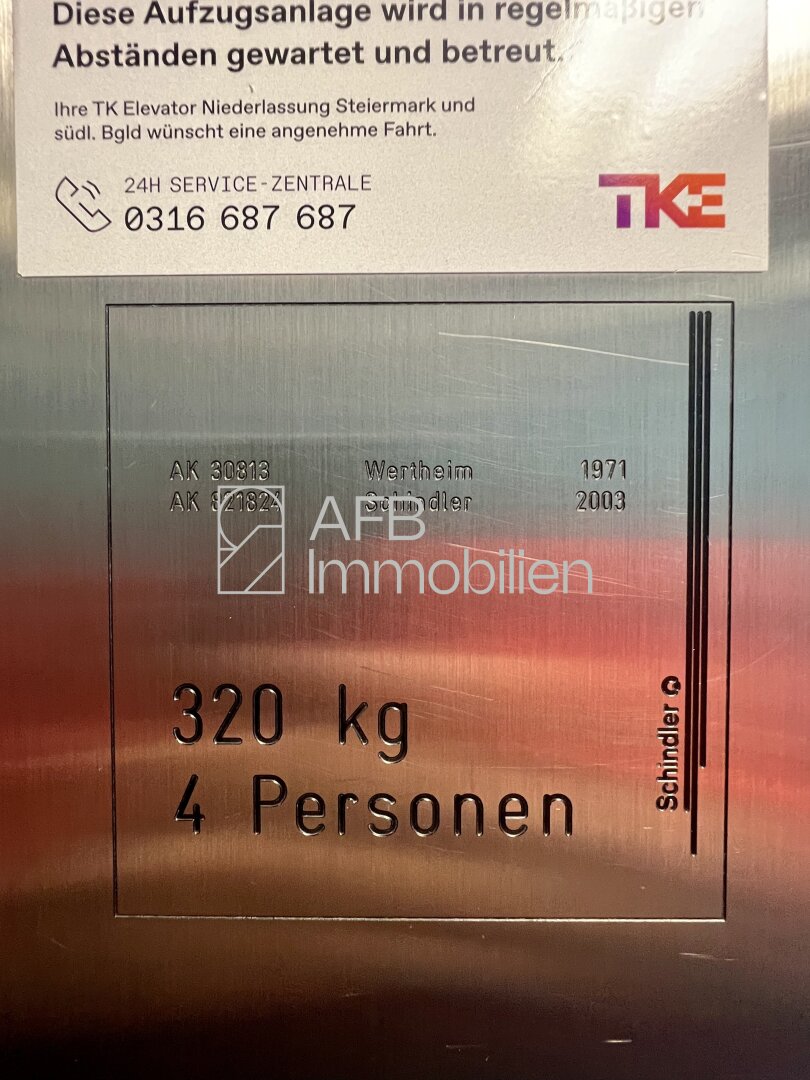 Diese Aufzugsanlage wird in regelmäßigen
Abständen gewartet und betreut.
Ihre TK Elevator Niederlassung Steiermark und
südl. Bgld wünscht eine angenehme Fahrt.
24H SERVICE-ZENTRALE
0316 687 687
TKE
AK 30813 Wertheim 1971
AK 821824 Schindler 2003
AFB
Immobilien
320 kg
4 Personen
Schindler